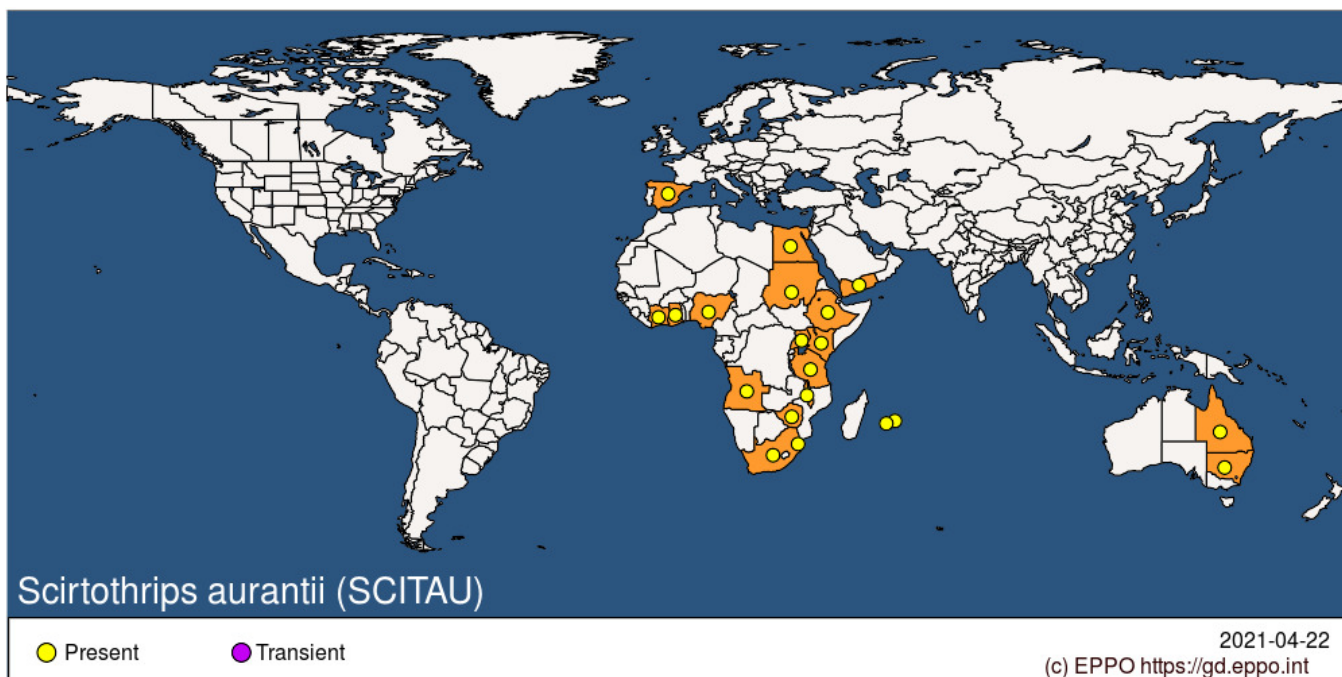 Scirtothrips aurantii (SCITAU)
Present
Transient
2021-04-22
(c) EPPO https://gd.eppo.int